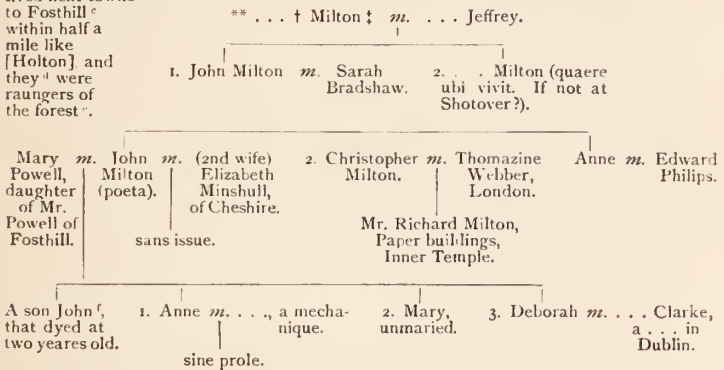 to Fosthill c
within half a
mile like
[Holton] and
they d were
raungers of
the forest e.
** . . . † Milton ‡ m. . . . Jeffrey.
1. John Milton m. Sarah Bradshaw.
2. . . Milton (quaere
ubi vivit. If not at
Shotover?).
Mary m. John m. (2nd wife)
Powell, Milton Elizabeth
daughter (poeta). Minshull,
of Mr. of Cheshire.
Powell of
Fosthill. sans issue.
2. Christopher m. Thomazine
Milton. Webber,
London.
Mr. Richard Milton,
Paper buildings,
Inner Temple.
Anne m. Edward
Philips.
A son John f,
that dyed at
two yeares old.
1. Anne m. . . ., a mecha-
nique.
sine prole.
2. Mary,
unmaried.
3. Deborah m. . . . Clarke,
a . . . in
Dublin.